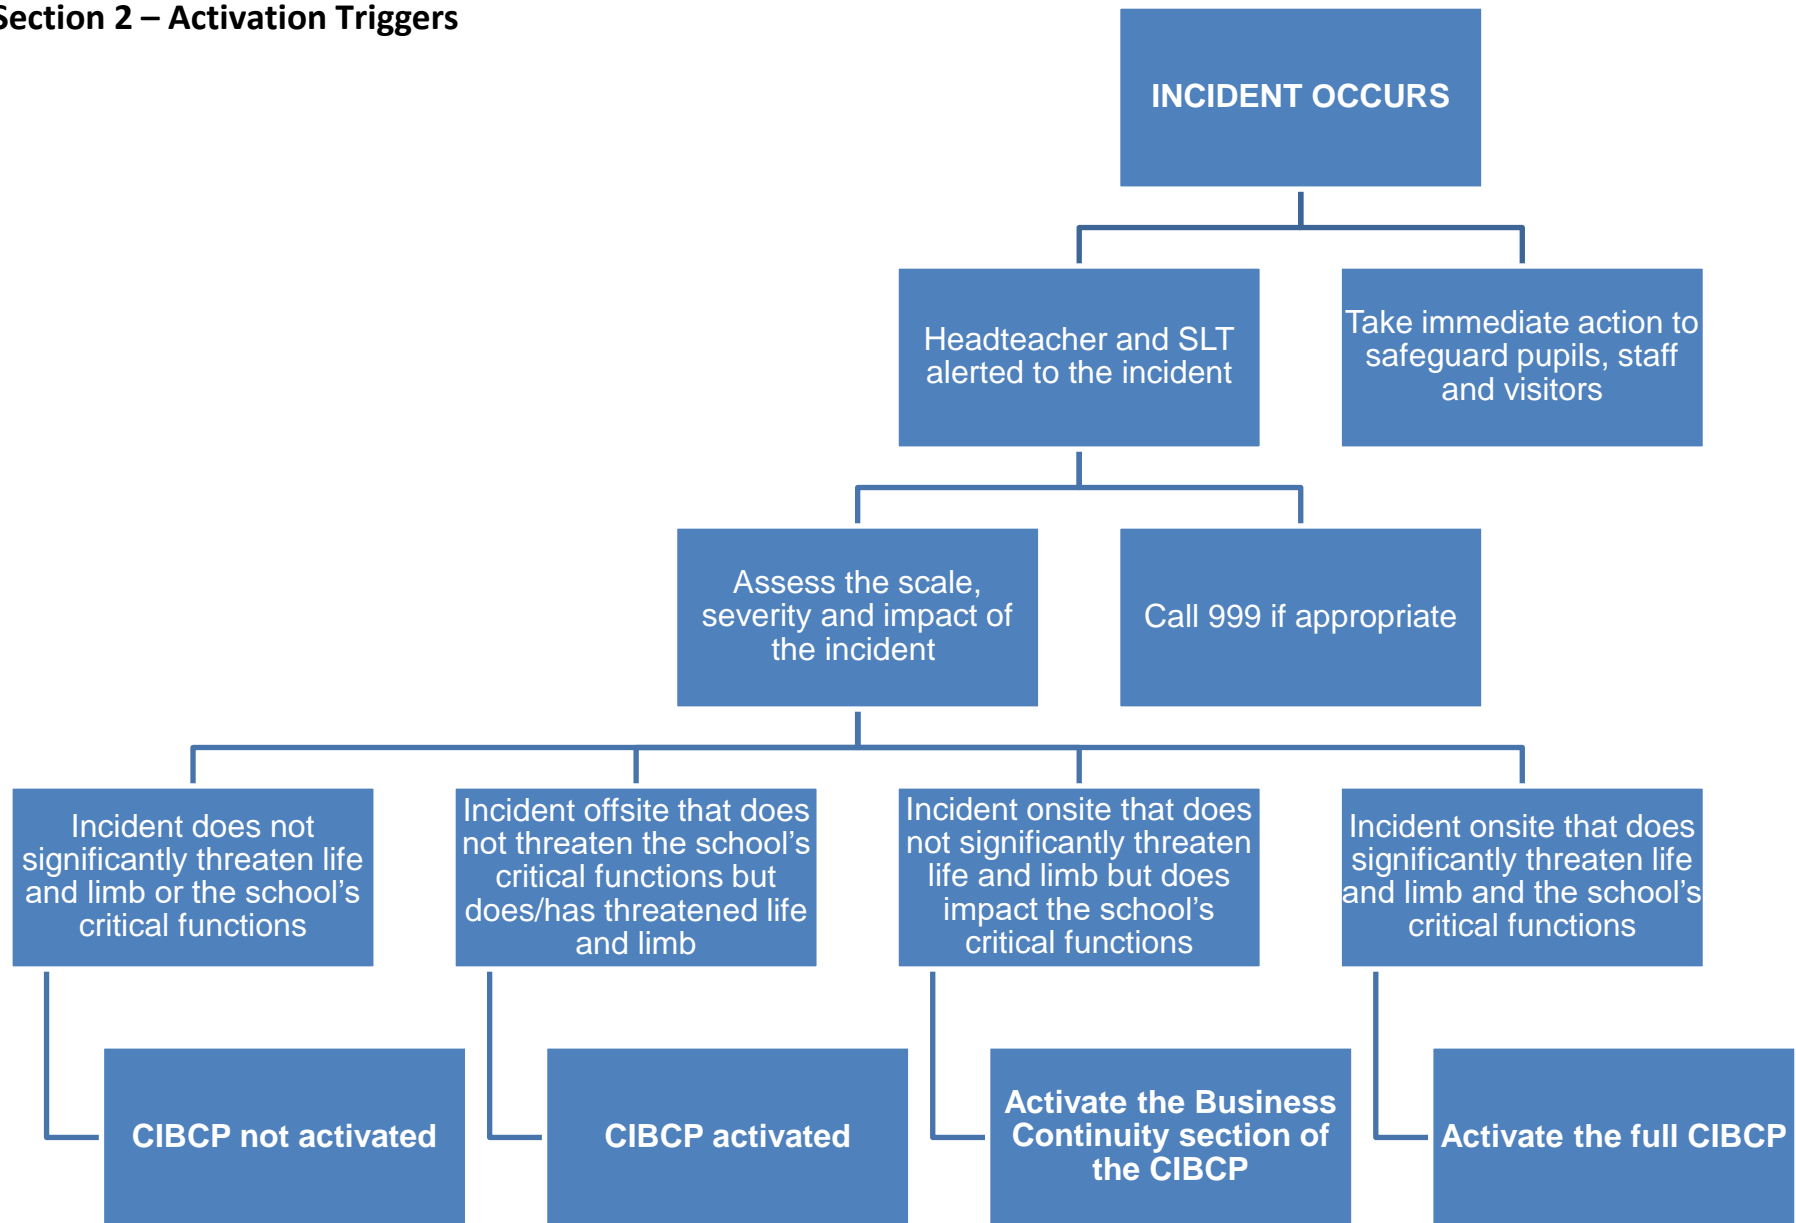 Section 2 – Activation Triggers
INCIDENT OCCURS
Headteacher and SLT
alerted to the incident
Take immediate action to
safeguard pupils, staff
and visitors
Assess the scale,
severity and impact of
the incident
Call 999 if appropriate
Incident does not
significantly threaten life
and limb or the school’s
critical functions
Incident offsite that does
not threaten the school’s
critical functions but
does/has threatened life
and limb
Incident onsite that does
not significantly threaten
life and limb but does
impact the school’s
critical functions
Incident onsite that does
significantly threaten life
and limb and the school’s
critical functions
CIBCP not activated
CIBCP activated
Activate the Business
Continuity section of
the CIBCP
Activate the full CIBCP